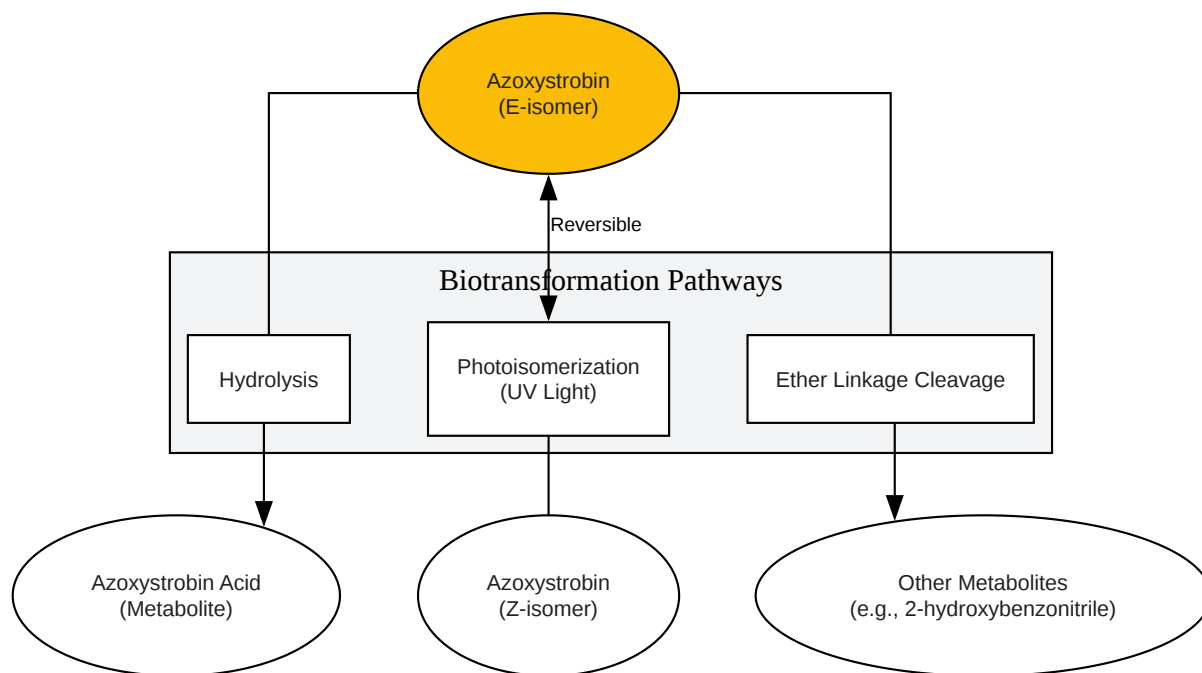 Azoxystrobin
(E-isomer)
Reversible
Biotransformation Pathways
Hydrolysis
Photoisomerization
(UV Light)
Ether Linkage Cleavage
Azoxystrobin Acid
(Metabolite)
Azoxystrobin
(Z-isomer)
Other Metabolites
(e.g., 2-hydroxybenzonitrile)